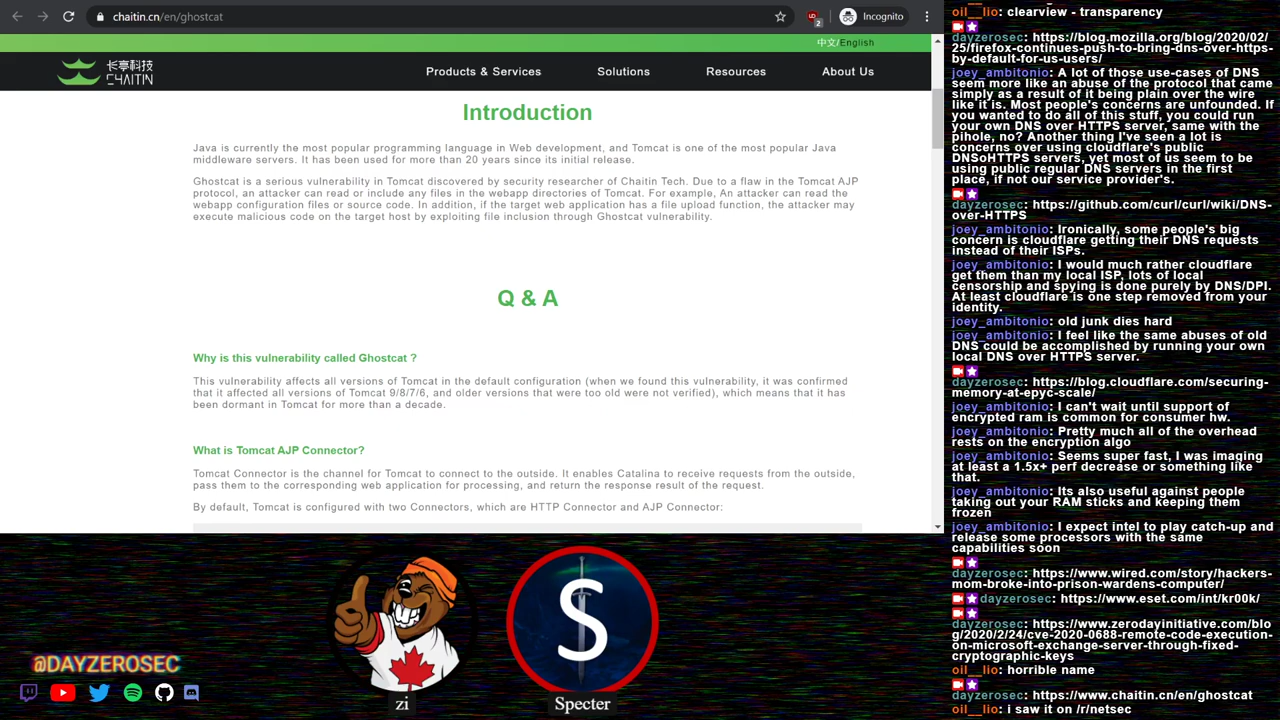 chaitin.cn/en/ghostcat
2
Incognito
中文/English
长亭科技
CHAITIN
Products & Services
Solutions
Resources
About Us
Introduction
Java is currently the most popular programming language in Web development, and Tomcat is one of the most popular Java
middleware servers. It has been used for more than 20 years since its initial release.
Ghostcat is a serious vulnerability in Tomcat discovered by security researcher of Chaitin Tech. Due to a flaw in the Tomcat AJP
protocol, an attacker can read or include any files in the webapp directories of Tomcat. For example, An attacker can read the
webapp configuration files or source code. In addition, if the target web application has a file upload function, the attacker may
execute malicious code on the target host by exploiting file inclusion through Ghostcat vulnerability.
Q & A
Why is this vulnerability called Ghostcat ?
This vulnerability affects all versions of Tomcat in the default configuration (when we found this vulnerability, it was confirmed
that it affected all versions of Tomcat 9/8/7/6, and older versions that were too old were not verified), which means that it has
been dormant in Tomcat for more than a decade.
What is Tomcat AJP Connector?
Tomcat Connector is the channel for Tomcat to connect to the outside. It enables Catalina to receive requests from the outside,
pass them to the corresponding web application for processing, and return the response result of the request.
By default, Tomcat is configured with two Connectors, which are HTTP Connector and AJP Connector:
@DAYZEROSEC
zi
S
Specter
oil__lio: clearview - transparency
dayzerosec: https://blog.mozilla.org/blog/2020/02/
25/firefox-continues-push-to-bring-dns-over-https-
by-default-for-us-users/
joey_ambitonio: A lot of those use-cases of DNS
seem more like an abuse of the protocol that came
simply as a result of it being plain over the wire
like it is. Most people's concerns are unfounded. If
you wanted to do all of this stuff, you could run
your own DNS over HTTPS server, same with the
pihole, no? Another thing I've seen a lot is
concerns over using cloudflare's public
DNSoHTTPS servers, yet most of us seem to be
using public regular DNS servers in the first
place, if not our service provider's.
dayzerosec: https://github.com/curl/curl/wiki/DNS-
over-HTTPS
joey_ambitonio: Ironically, some people's big
concern is cloudflare getting their DNS requests
instead of their ISPs.
joey_ambitonio: I would much rather cloudflare
get them than my local ISP, lots of local
censorship and spying is done purely by DNS/DPI.
At least cloudflare is one step removed from your
identity.
joey_ambitonio: old junk dies hard
joey_ambitonio: I feel like the same abuses of old
DNS could be accomplished by running your own
local DNS over HTTPS server.
dayzerosec: https://blog.cloudflare.com/securing-
memory-at-epyc-scale/
joey_ambitonio: I can't wait until support of
encrypted ram is common for consumer hw.
joey_ambitonio: Pretty much all of the overhead
rests on the encryption algo
joey_ambitonio: Seems super fast, I was imaging
at least a 1.5x+ perf decrease or something like
that.
joey_ambitonio: Its also useful against people
taking out your RAM sticks and keeping them
frozen
joey_ambitonio: I expect intel to play catch-up and
release some processors with the same
capabilities soon
dayzerosec: https://www.wired.com/story/hackers-
mom-broke-into-prison-wardens-computer/
dayzerosec: https://www.eset.com/int/kr00k/
dayzerosec: https://www.zerodayinitiative.com/blo
g/2020/2/24/cve-2020-0688-remote-code-execution-
on-microsoft-exchange-server-through-fixed-
cryptographic-keys
oil__lio: horrible name
dayzerosec: https://www.chaitin.cn/en/ghostcat
oil__lio: i saw it on /r/netsec